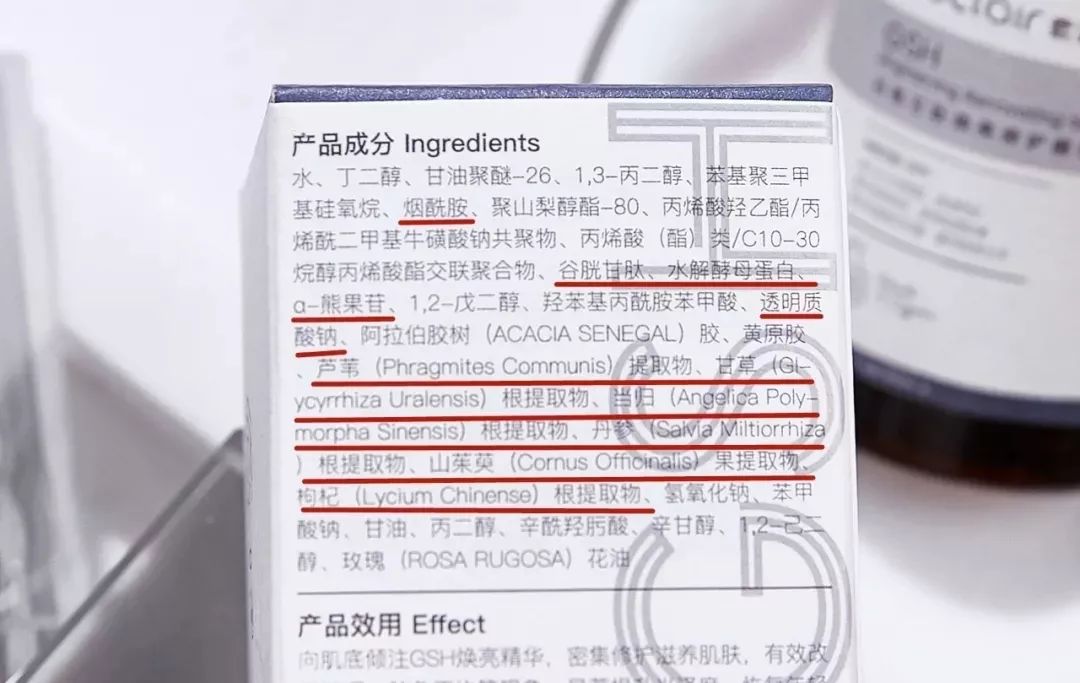 产品成分 Ingredients
水、丁二醇、甘油聚醚-26、1,3-丙二醇、苯基聚三甲
基硅氧烷、烟酰胺、聚山梨醇酯-80、丙烯酸羟乙酯/丙
烯酰二甲基牛磺酸钠共聚物、丙烯酸（酯）类/C10-30
烷醇丙烯酸酯交联聚合物、谷胱甘肽、水解酵母蛋白、
α-熊果苷、1,2-戊二醇、羟苯基丙酰胺苯甲酸、透明质
酸钠、阿拉伯胶树（ACACIA SENEGAL）胶、黄原胶
、芦苇（Phragmites Communis）提取物、甘草（Gl-
ycyrrhiza Uralensis）根提取物、当归（Angelica Poly-
morpha Sinensis）根提取物、丹参（Salvia Miltiorrhiza
）根提取物、山茱萸（Cornus Officinalis）果提取物、
枸杞（Lycium Chinense）根提取物、氢氧化钠、苯甲
酸钠、甘油、丙二醇、辛酰羟肟酸、辛甘醇、1,2-己二
醇、玫瑰（ROSA RUGOSA）花油
产品效用 Effect
向肌底倾注GSH焕亮精华，密集修护滋养肌肤，有效改
GSH